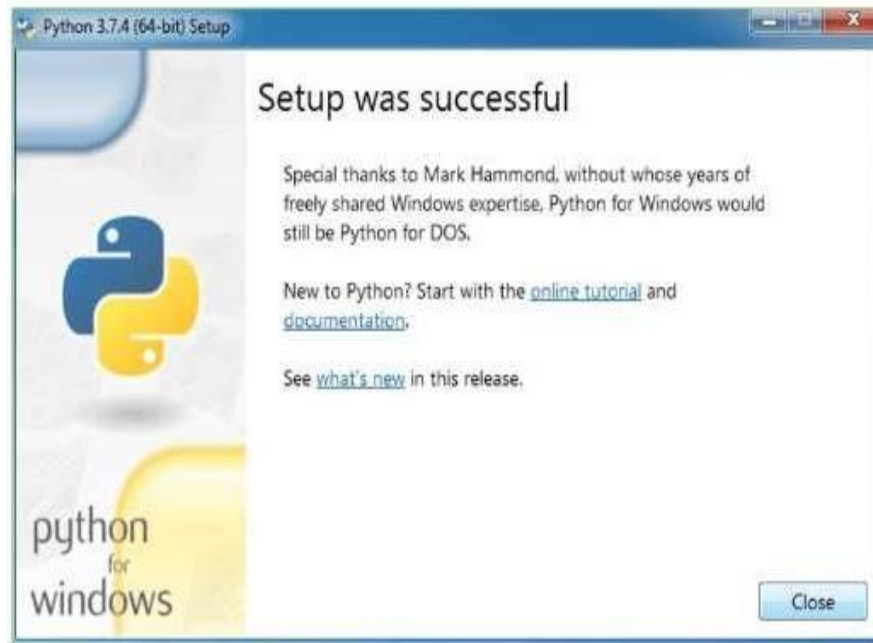 Python 3.7.4 (64-bit) Setup
Setup was successful
Special thanks to Mark Hammond, without whose years of
freely shared Windows expertise, Python for Windows would
still be Python for DOS.
New to Python? Start with the online tutorial and
documentation.
See what's new in this release.
python
for
windows
Close